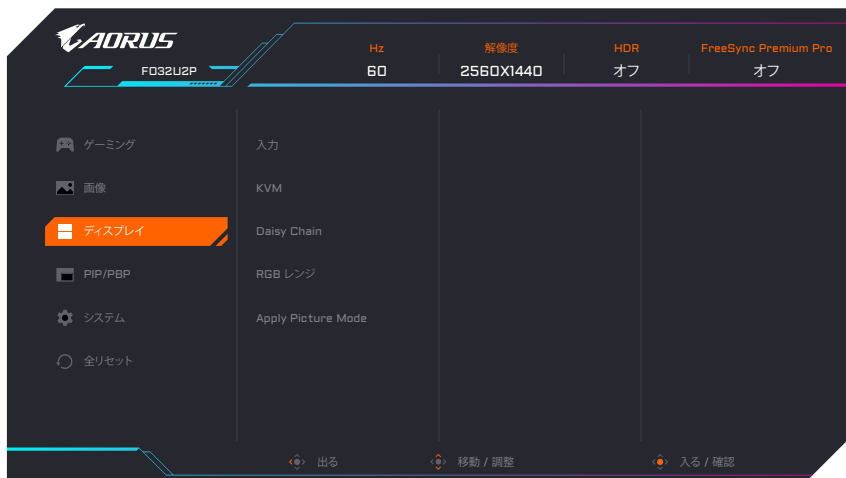 AORUS
FO32U2P
Hz 解像度 HDR FreeSync Premium Pro
60 2560X1440 オフ オフ
ゲーミング
画像
ディスプレイ
PIP/PBP
システム
全リセット
入力
KVM
Daisy Chain
RGB レンジ
Apply Picture Mode
出る 移動 / 調整 入る / 確認